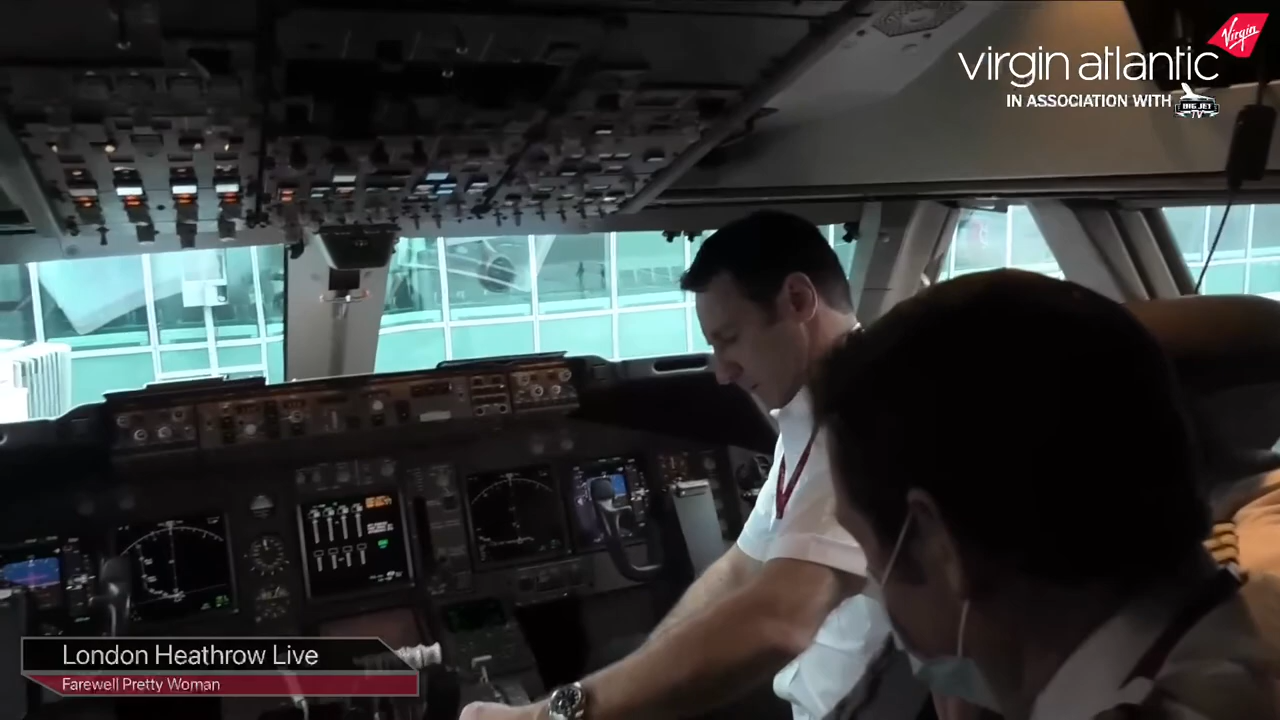 Virgin
virgin atlantic
IN ASSOCIATION WITH
BIG JET
TV
London Heathrow Live
Farewell Pretty Woman